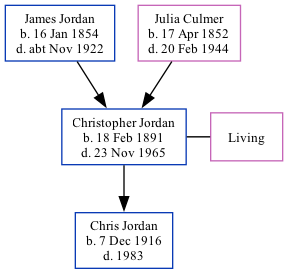 James Jordan
b. 16 Jan 1854
d. abt Nov 1922
Julia Culmer
b. 17 Apr 1852
d. 20 Feb 1944
Christopher Jordan
b. 18 Feb 1891
d. 23 Nov 1965
Living
Chris Jordan
b. 7 Dec 1916
d. 1983